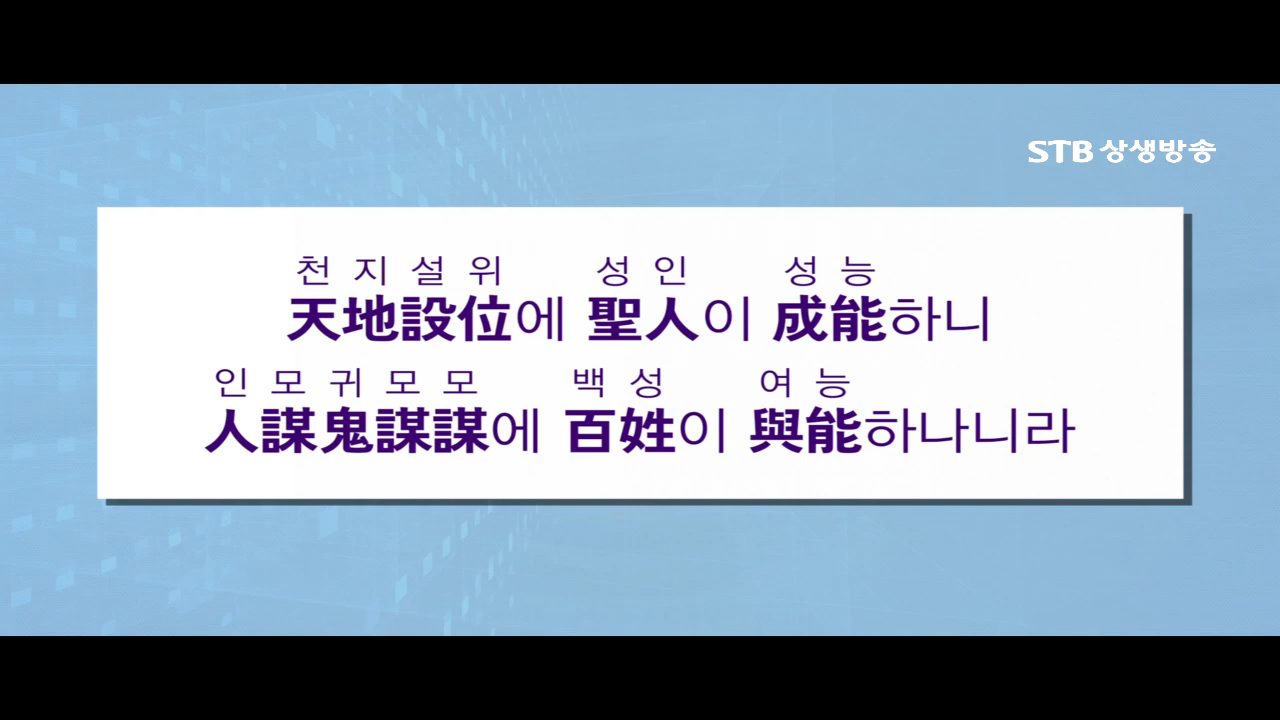 STB 상생방송
천지설위 성인 성능
天地設位에 聖人이 成能하니
인모귀모모 백성 여능
人謀鬼謀謀에 百姓이 與能하나니라